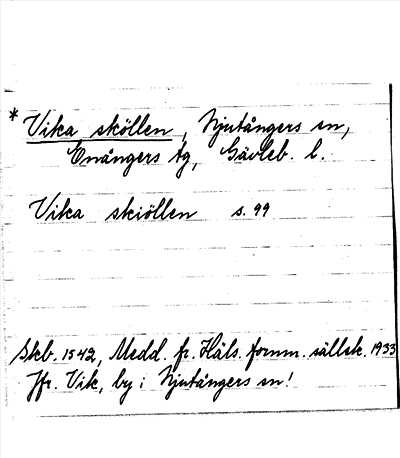 * Vika sköllen, Njutångers sn,
Enångers tg, Gävleb. l.
Vika skiöllen s. 99
Skb. 1542, Medd. fr. Häls. fornm. sällsk. 1933
Jfr. Vik, by i Njutångers sn!